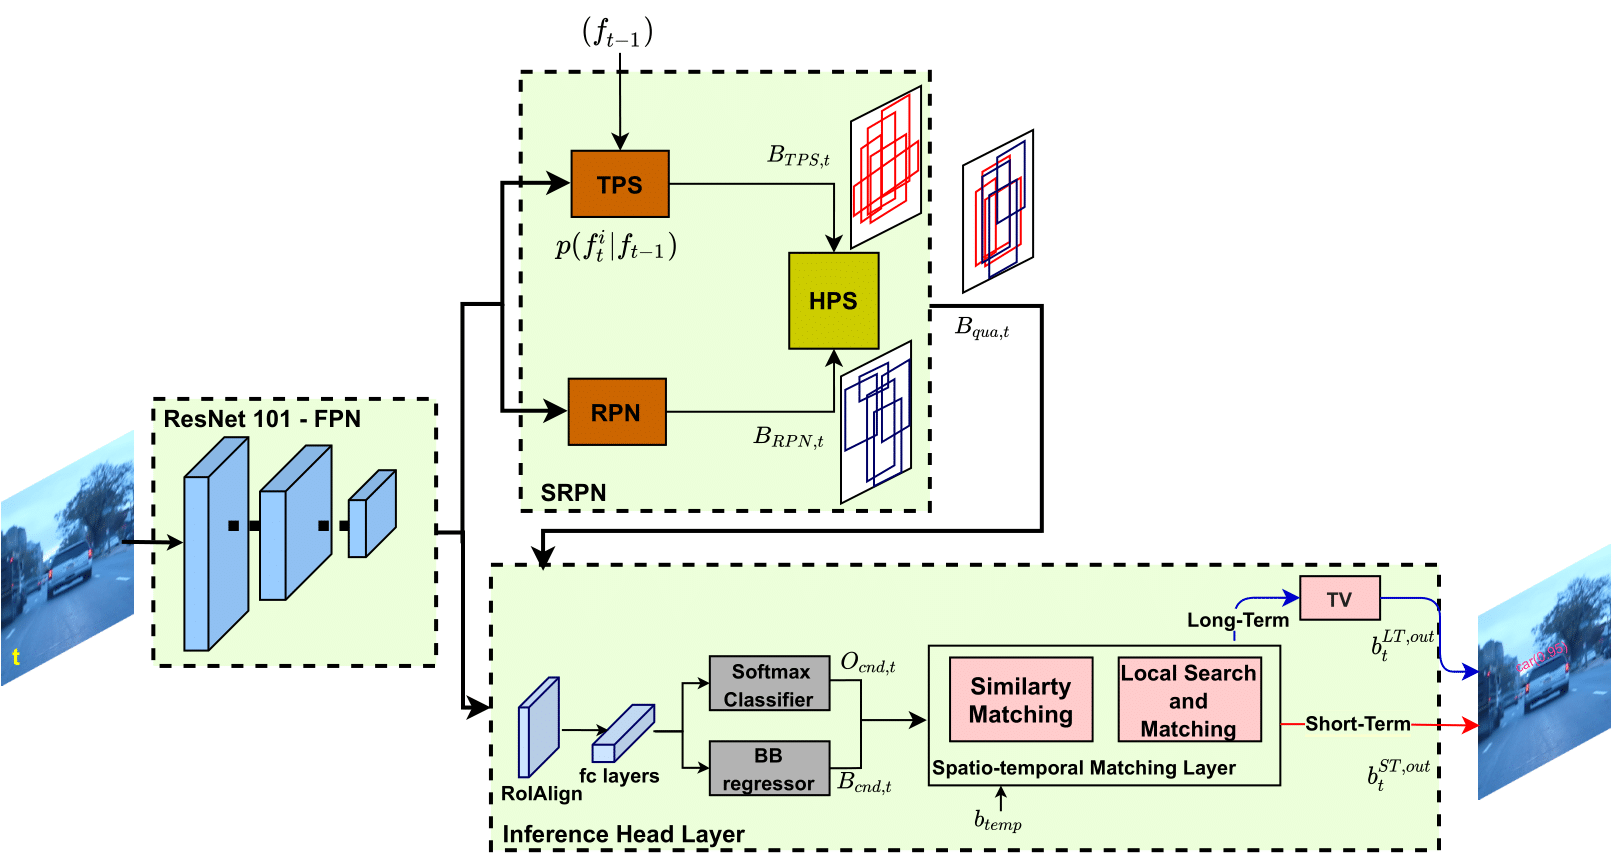 (f_{t-1})
TPS
B_{TPS,t}
p(f_t^i|f_{t-1})
HPS
B_{qua,t}
RPN
B_{RPN,t}
SRPN
ResNet 101 - FPN
t
Long-Term
TV
b_t^{LT,out}
car(0.95)
Softmax
Classifier
O_{cnd,t}
Similarty
Matching
Local Search
and
Matching
Short-Term
b_t^{ST,out}
BB
regressor
B_{cnd,t}
Spatio-temporal Matching Layer
fc layers
RoIAlign
b_{temp}
Inference Head Layer